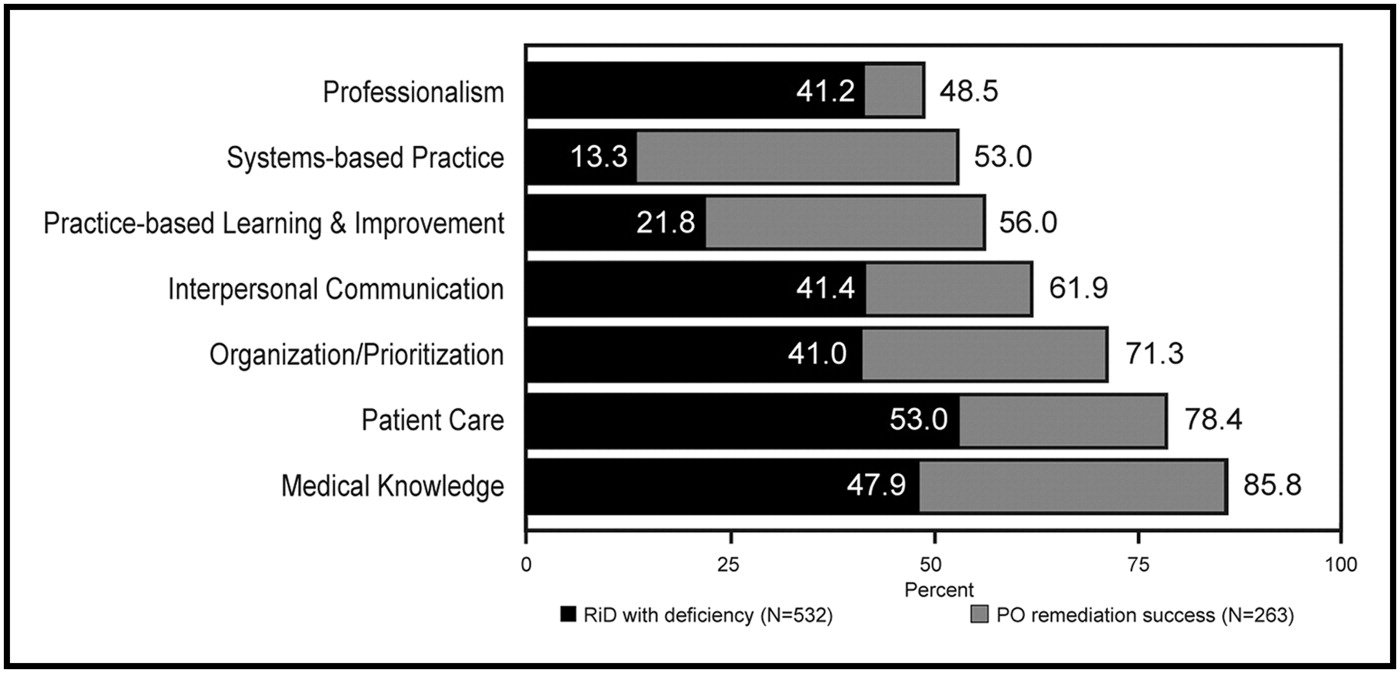 Professionalism 41.2 48.5
Systems-based Practice 13.3 53.0
Practice-based Learning & Improvement 21.8 56.0
Interpersonal Communication 41.4 61.9
Organization/Prioritization 41.0 71.3
Patient Care 53.0 78.4
Medical Knowledge 47.9 85.8
0 25 50 75 100
Percent
RiD with deficiency (N=532) PO remediation success (N=263)